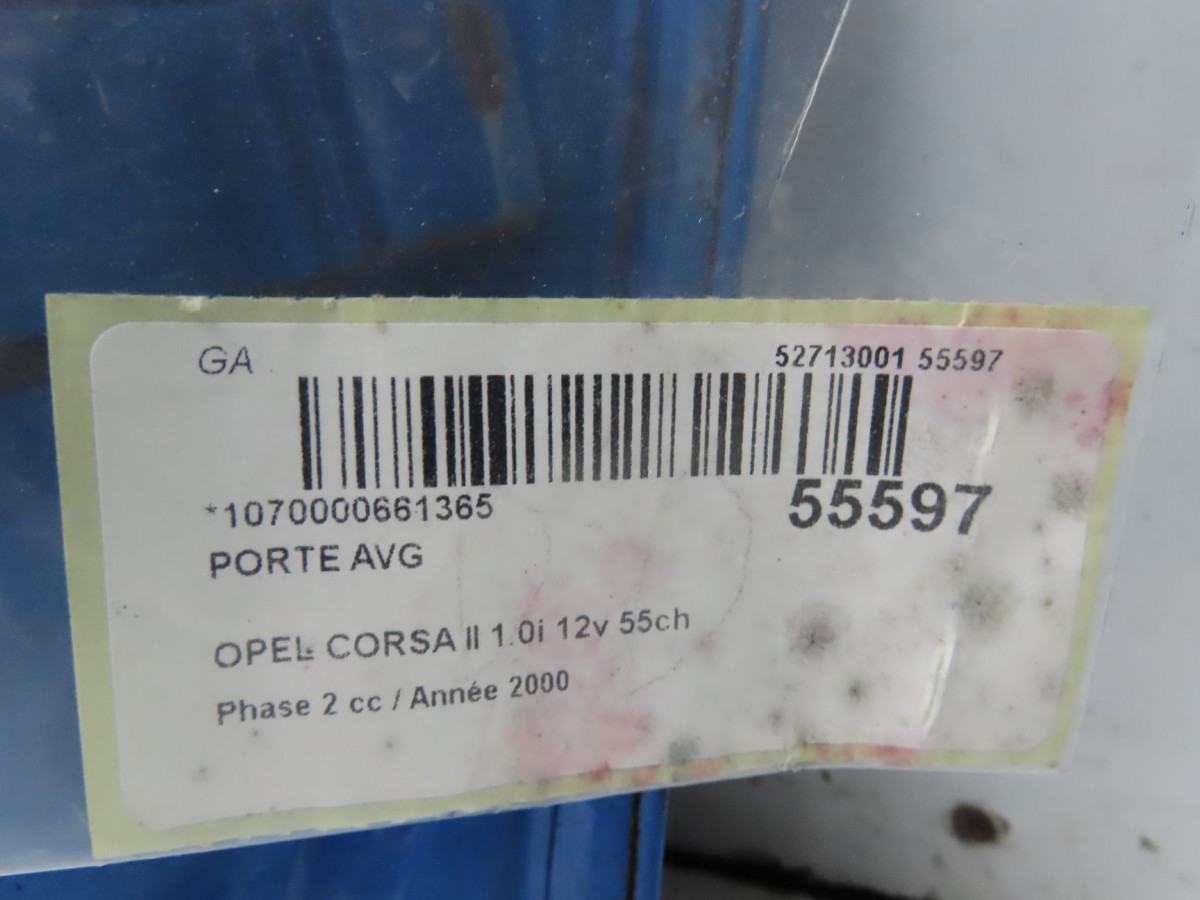 GA
52713001 55597
*1070000661365
55597
PORTE AVG
OPEL CORSA II 1.0i 12v 55ch
Phase 2 cc / Année 2000